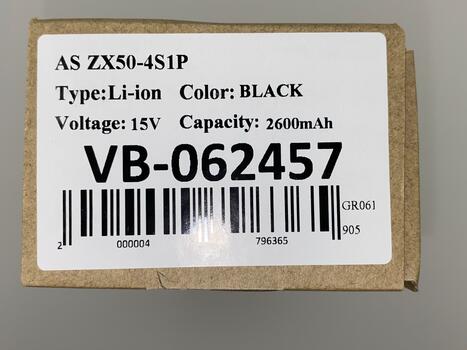 AS ZX50-4S1P
Type:Li-ion Color: BLACK
Voltage: 15V Capacity: 2600mAh
VB-062457
GR061
905
2 000004 796365